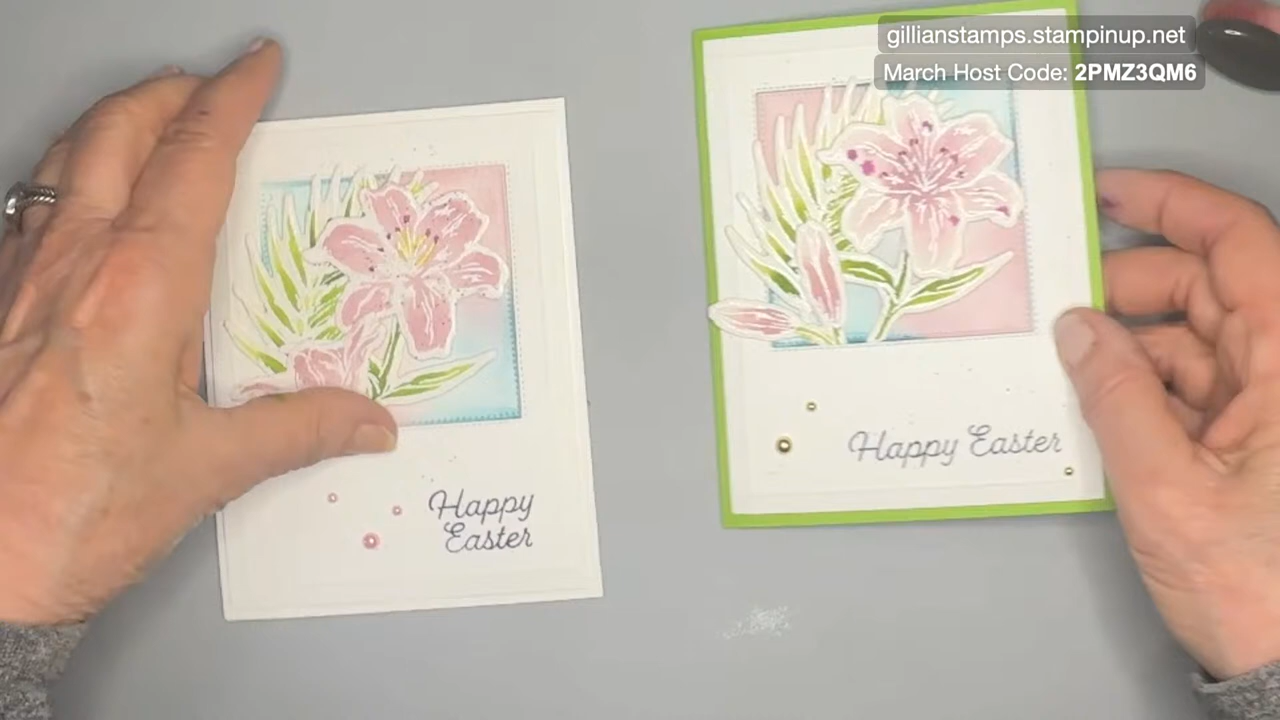 gillianstamps.stampinup.net
March Host Code: 2PMZ3QM6
Happy Easter
Happy
Easter